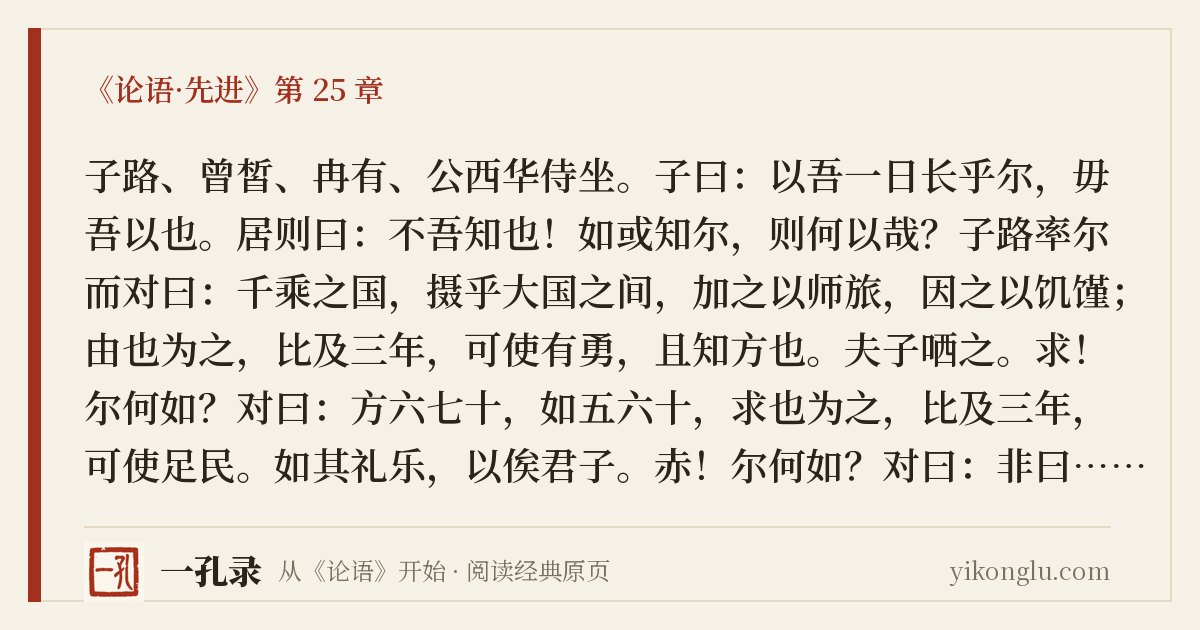 《论语·先进》第 25 章
子路、曾皙、冉有、公西华侍坐。子曰：以吾一日长乎尔，毋
吾以也。居则曰：不吾知也！如或知尔，则何以哉？子路率尔
而对曰：千乘之国，摄乎大国之间，加之以师旅，因之以饥馑；
由也为之，比及三年，可使有勇，且知方也。夫子哂之。求！
尔何如？对曰：方六七十，如五六十，求也为之，比及三年，
可使足民。如其礼乐，以俟君子。赤！尔何如？对曰：非曰……
一孔
一孔录 从《论语》开始 · 阅读经典原页 yikonglu.com